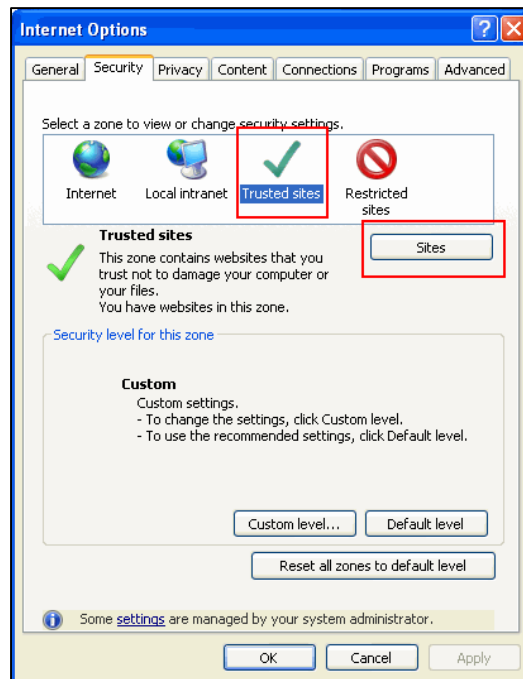 Internet Options
General Security Privacy Content Connections Programs Advanced
Select a zone to view or change security settings.
Internet Local intranet Trusted sites Restricted
sites
Trusted sites
Sites
This zone contains websites that you
trust not to damage your computer or
your files.
You have websites in this zone.
Security level for this zone
Custom
Custom settings.
- To change the settings, click Custom level.
- To use the recommended settings, click Default level.
Custom level... Default level
Reset all zones to default level
Some settings are managed by your system administrator.
OK Cancel Apply